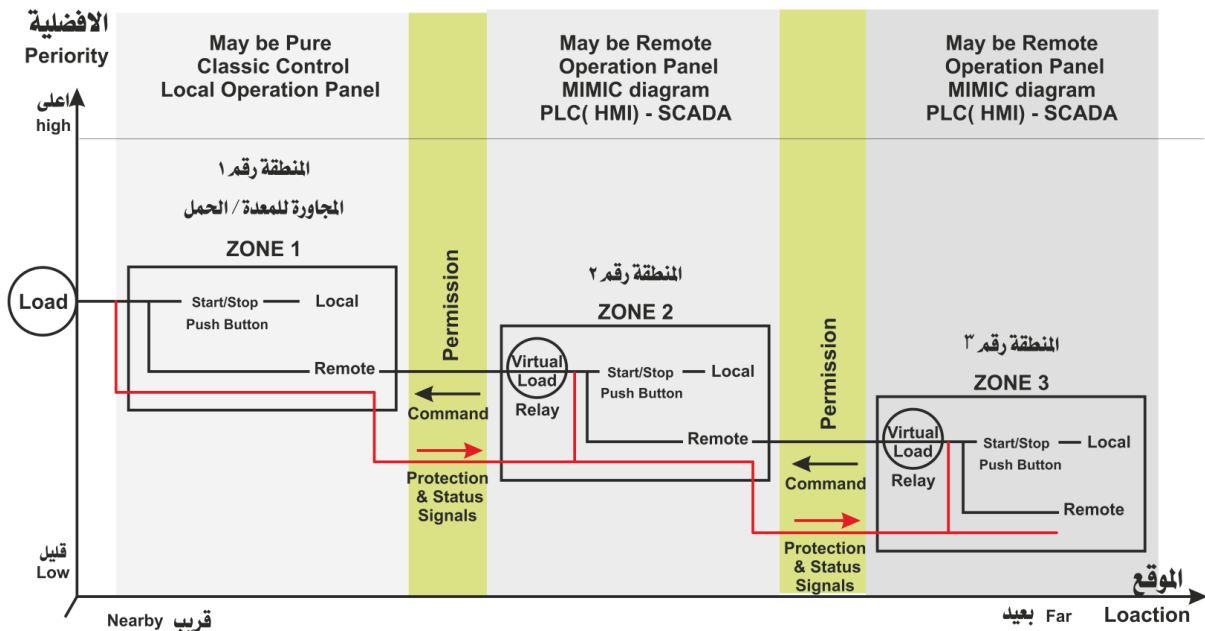 الافضلية
Periority
May be Pure
Classic Control
Local Operation Panel
May be Remote
Operation Panel
MIMIC diagram
PLC( HMI) - SCADA
May be Remote
Operation Panel
MIMIC diagram
PLC( HMI) - SCADA
اعلى
high
المنطقة رقم ١
المجاورة للمعدة / الحمل
ZONE 1
Load
Start/Stop
Push Button
Local
Remote
Permission
Command
Protection
& Status
Signals
المنطقة رقم ٢
ZONE 2
Virtual
Load
Relay
Start/Stop
Push Button
Local
Remote
Permission
Command
Protection
& Status
Signals
المنطقة رقم ٣
ZONE 3
Virtual
Load
Relay
Start/Stop
Push Button
Local
Remote
قليل
Low
الموقع
Nearby قريب
بعيد Far
Loaction